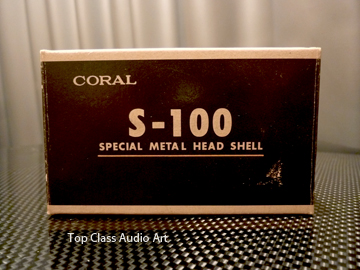 CORAL
S-100
SPECIAL METAL HEAD SHELL
Top Class Audio Art.